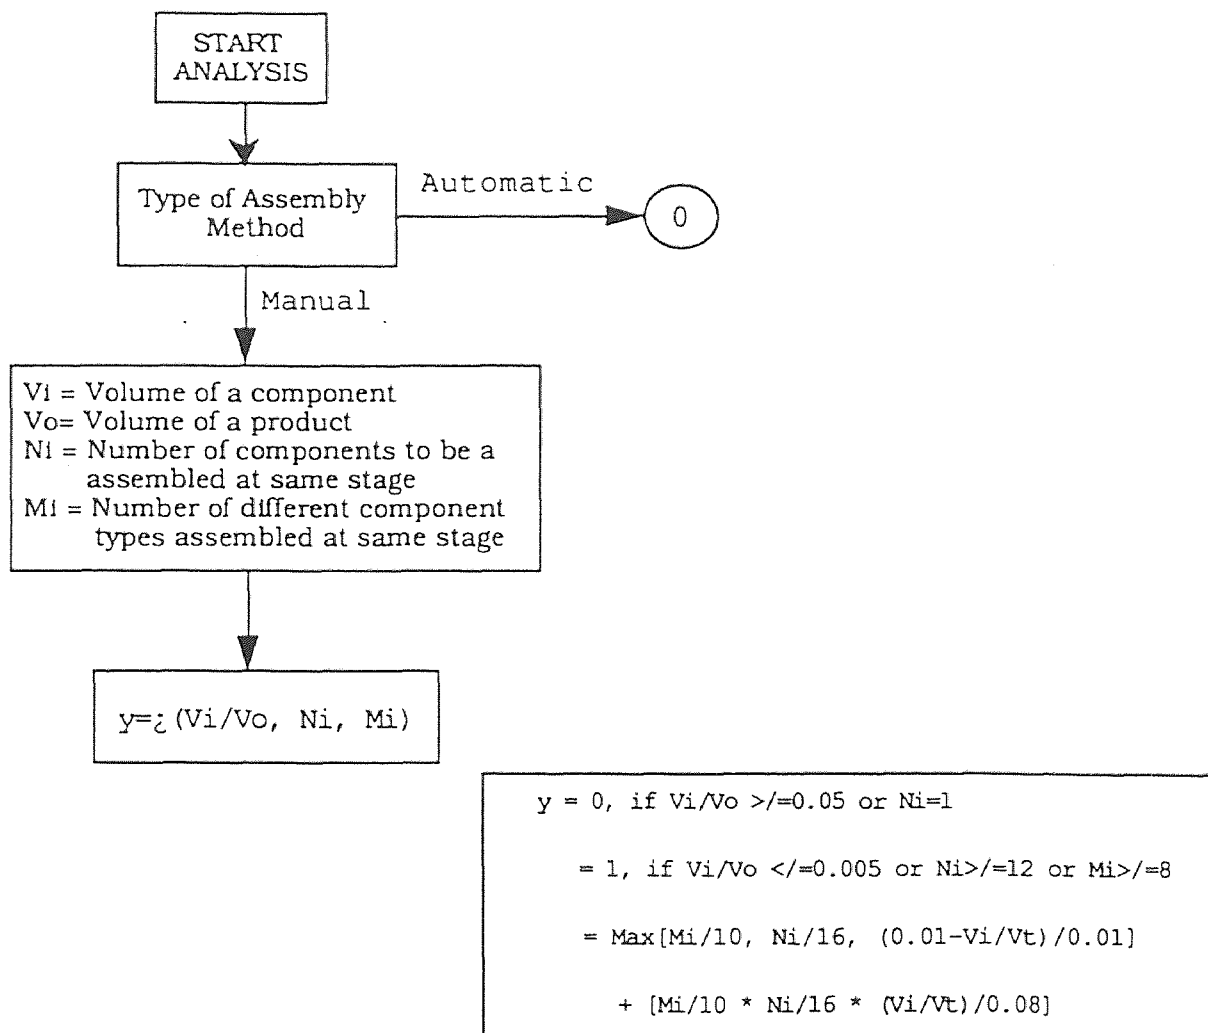 START
ANALYSIS
Type of Assembly
Method
Automatic
0
Manual
Vi = Volume of a component
Vo= Volume of a product
Ni = Number of components to be a
assembled at same stage
Mi = Number of different component
types assembled at same stage
y=¿(Vi/Vo, Ni, Mi)
y = 0, if Vi/Vo >/=0.05 or Ni=1
= 1, if Vi/Vo </=0.005 or Ni>/=12 or Mi>/=8
= Max[Mi/10, Ni/16, (0.01-Vi/Vt)/0.01]
+ [Mi/10 * Ni/16 * (Vi/Vt)/0.08]